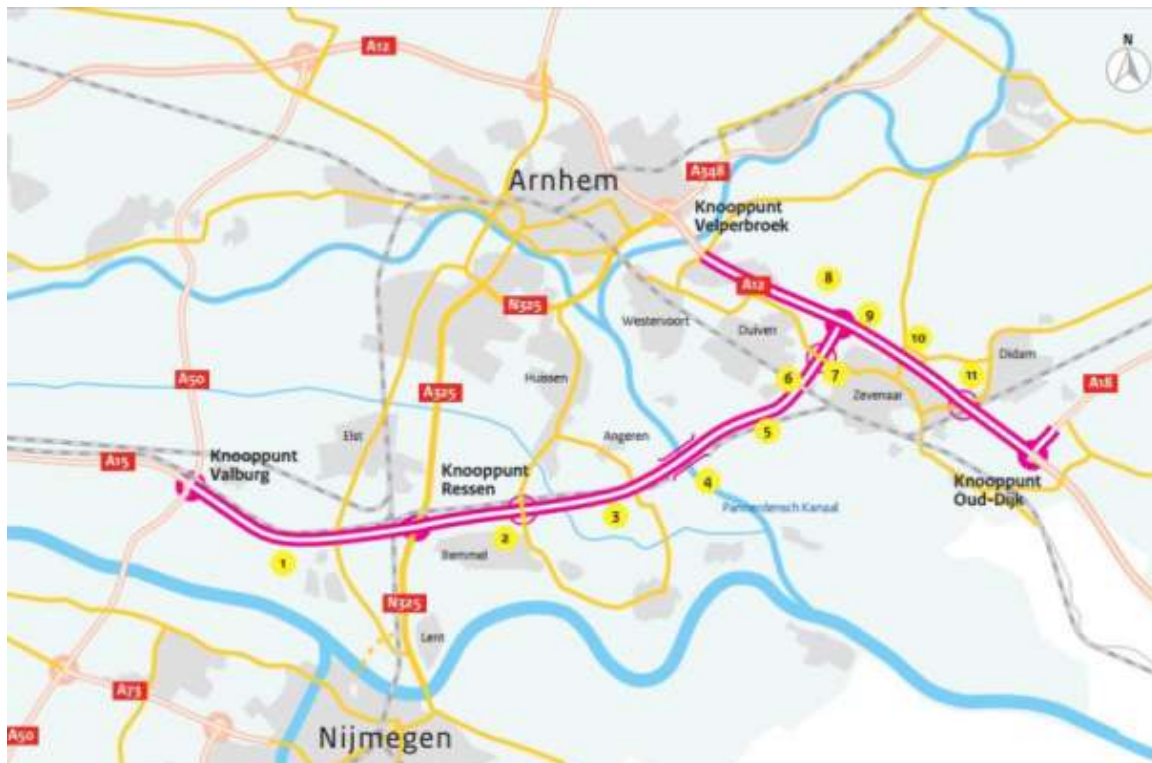 A12
N
Arnhem
A348
Knooppunt
Velperbroek
8
A12
9
N325
Westervoort
Duiven
10
Didam
A50
Huissen
6
7
11
A18
A325
Zevenaar
Elst
Angeren
5
A15
Knooppunt
Valburg
Knooppunt
Ressen
4
Knooppunt
Oud-Dijk
Pannerdensch Kanaal
3
2
1
Bemmel
N325
Lent
A73
A50
Nijmegen